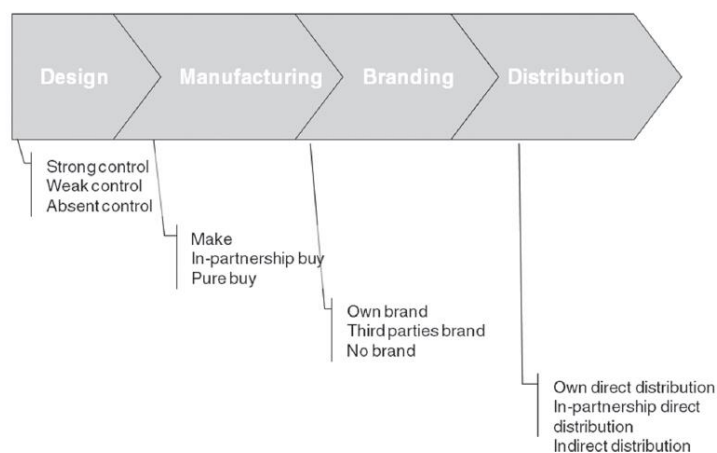 Design
Manufacturing
Branding
Distribution
Strong control
Weak control
Absent control
Make
In-partnership buy
Pure buy
Own brand
Third parties brand
No brand
Own direct distribution
In-partnership direct
distribution
Indirect distribution